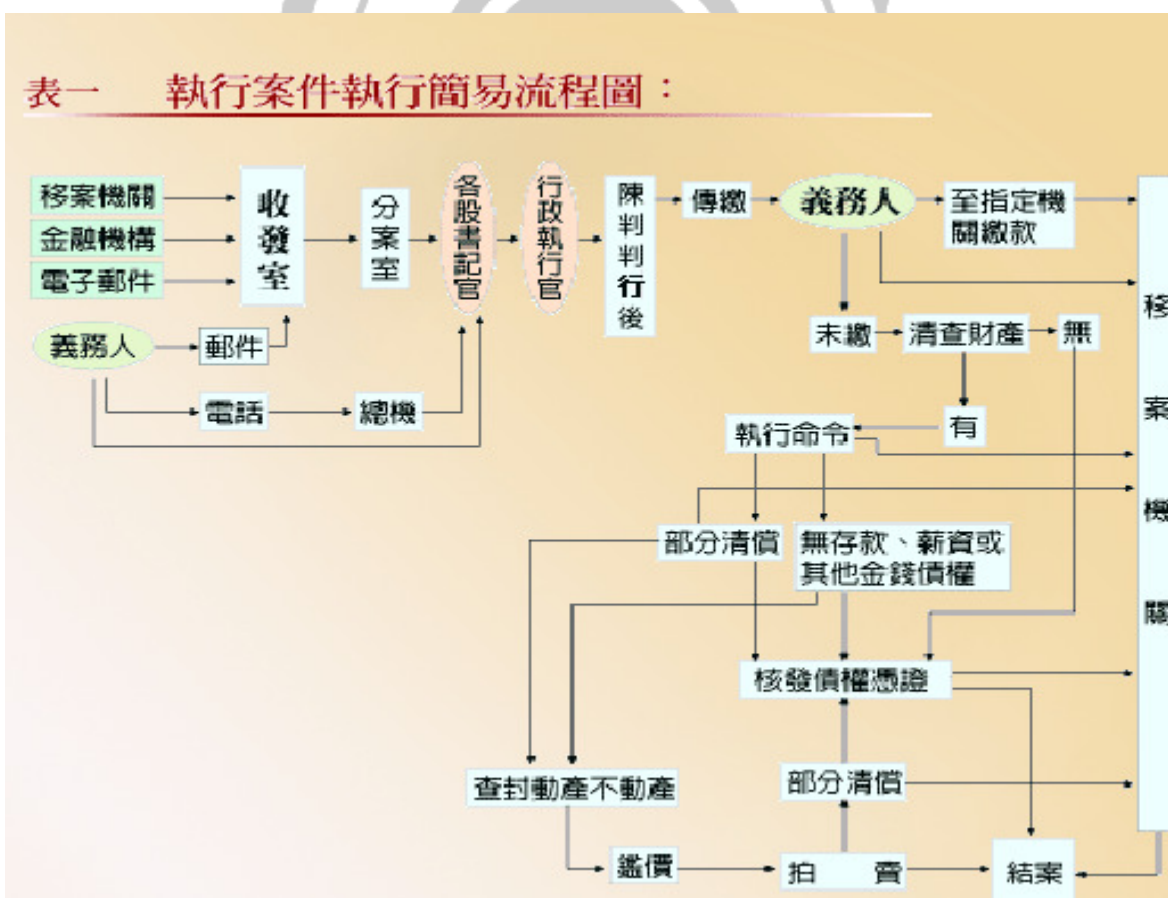 表一 執行案件執行簡易流程圖：
移案機關
金融機構
電子郵件
義務人
郵件
電話
總機
收發室
分案室
各股書記官
行政執行官
陳判判行後
傳繳
義務人
至指定機
關繳款
未繳
清查財產
無
有
執行命令
部分清償
無存款、薪資或
其他金錢債權
核發債權憑證
查封動產不動產
部分清償
鑑價
拍 賣
結案
移案機關